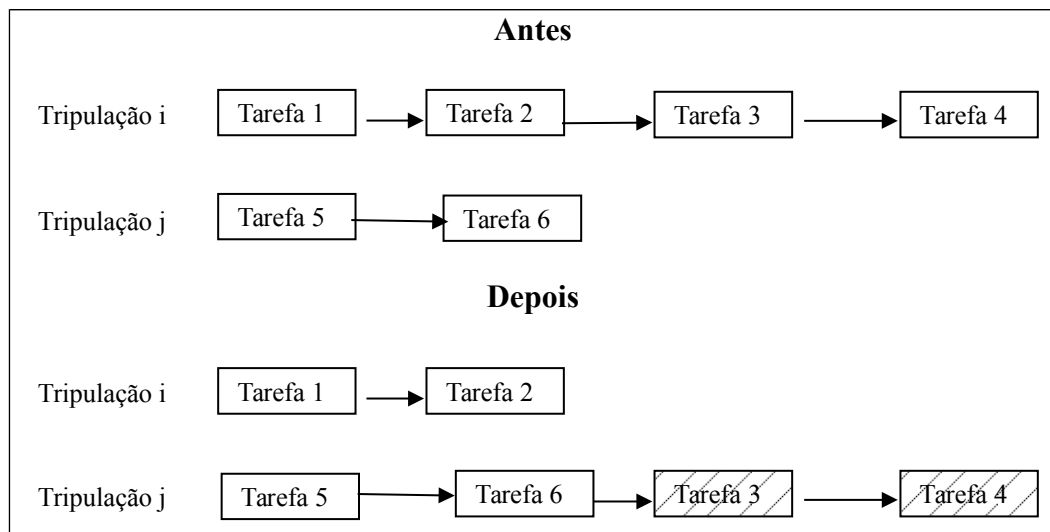 Antes
Tripulação i Tarefa 1 Tarefa 2 Tarefa 3 Tarefa 4
Tripulação j Tarefa 5 Tarefa 6
Depois
Tripulação i Tarefa 1 Tarefa 2
Tripulação j Tarefa 5 Tarefa 6 Tarefa 3 Tarefa 4